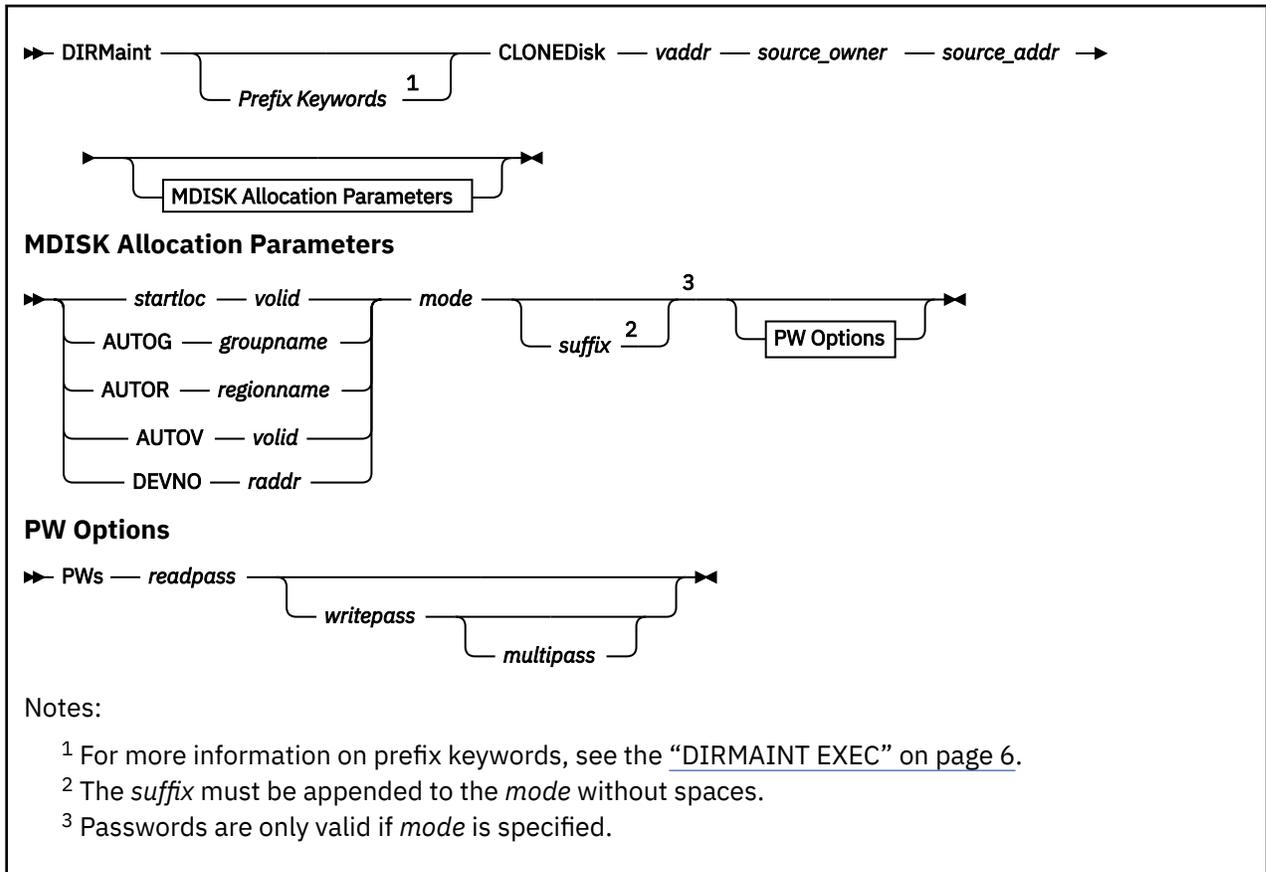 DIRMaint CLONEDisk vaddr source_owner source_addr
Prefix Keywords 1
MDISK Allocation Parameters
MDISK Allocation Parameters
startloc volid mode 3
suffix 2 PW Options
AUTOG groupname
AUTOR regionname
AUTOV volid
DEVNO raddr
PW Options
PWs readpass
writepass
multipass
Notes:
1 For more information on prefix keywords, see the “DIRMAINT EXEC” on page 6.
2 The suffix must be appended to the mode without spaces.
3 Passwords are only valid if mode is specified.